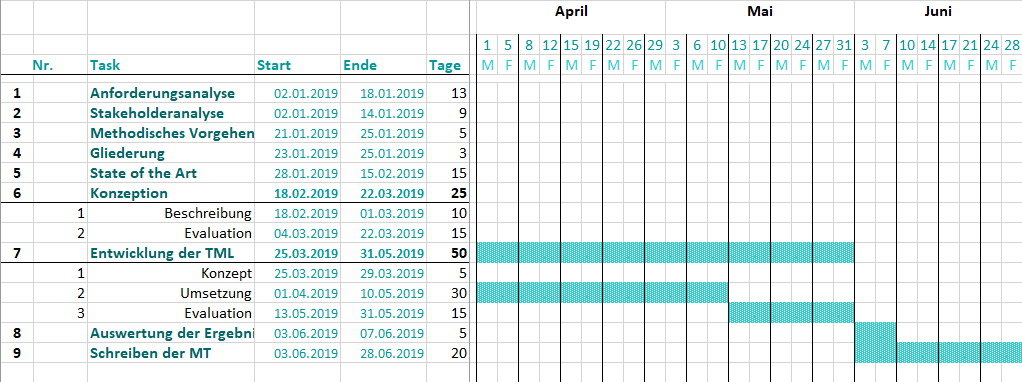 April Mai Juni
1 5 8 12 15 19 22 26 29 3 6 10 13 17 20 24 27 31 3 7 10 14 17 21 24 28
Nr. Task Start Ende Tage M F M F M F M F M F M F M F M F M F M F M F M F M F
1 Anforderungsanalyse 02.01.2019 18.01.2019 13
2 Stakeholderanalyse 02.01.2019 14.01.2019 9
3 Methodisches Vorgehen 21.01.2019 25.01.2019 5
4 Gliederung 23.01.2019 25.01.2019 3
5 State of the Art 28.01.2019 15.02.2019 15
6 Konzeption 18.02.2019 22.03.2019 25
1 Beschreibung 18.02.2019 01.03.2019 10
2 Evaluation 04.03.2019 22.03.2019 15
7 Entwicklung der TML 25.03.2019 31.05.2019 50
1 Konzept 25.03.2019 29.03.2019 5
2 Umsetzung 01.04.2019 10.05.2019 30
3 Evaluation 13.05.2019 31.05.2019 15
8 Auswertung der Ergebni 03.06.2019 07.06.2019 5
9 Schreiben der MT 03.06.2019 28.06.2019 20